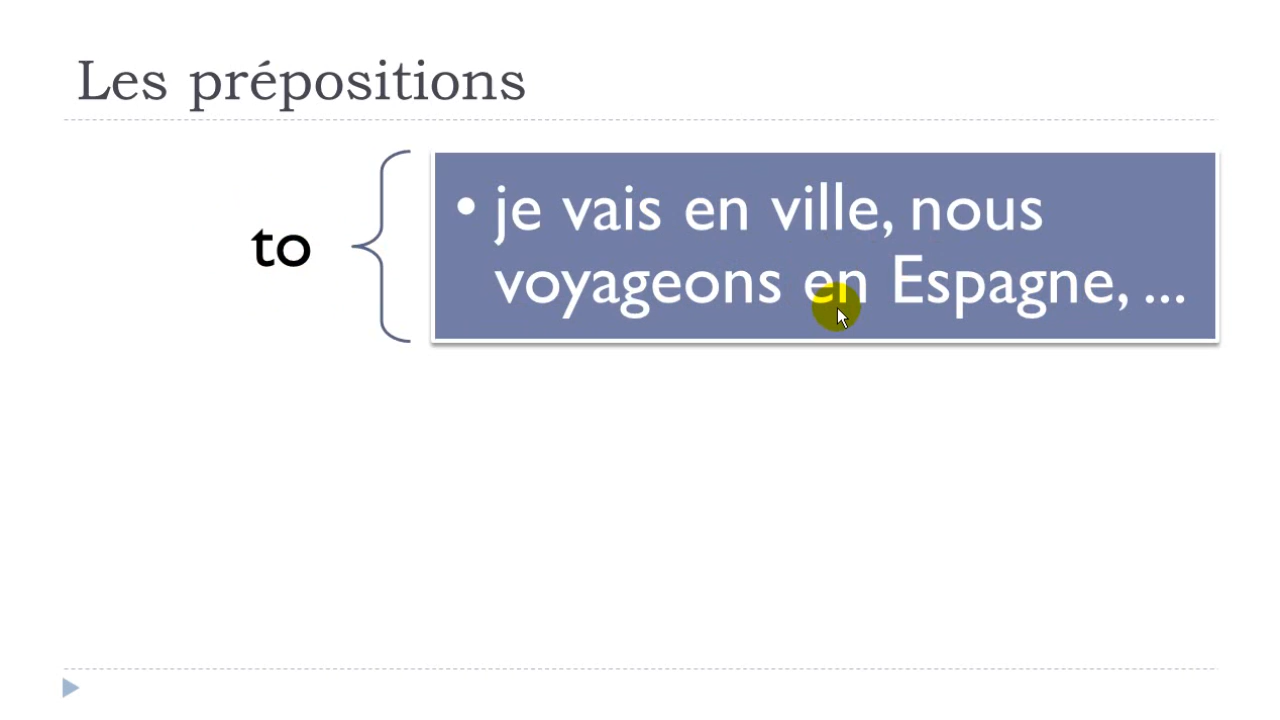 Les prépositions
to
• je vais en ville, nous
voyageons en Espagne, ...